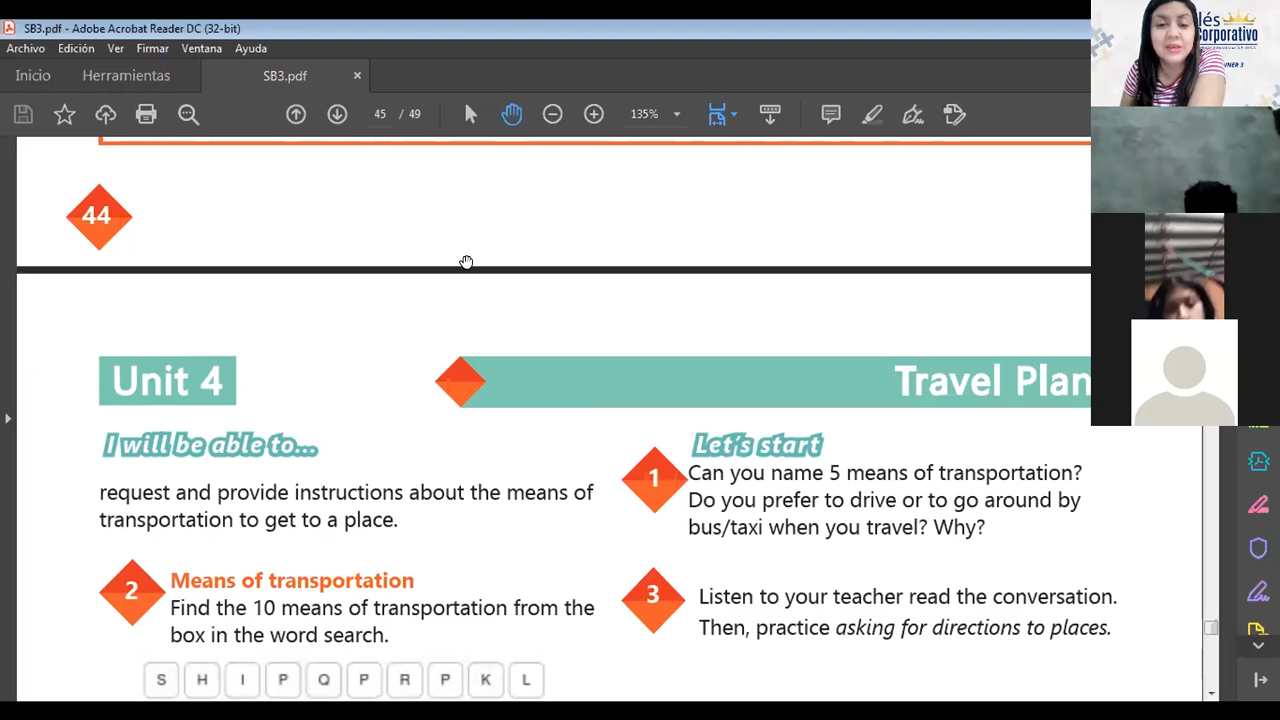 SB3.pdf - Adobe Acrobat Reader DC (32-bit)
Archivo Edición Ver Firmar Ventana Ayuda
Inicio Herramientas SB3.pdf ×
45 / 49 135%
44
Unit 4 Travel Plan
I will be able to...
request and provide instructions about the means of
transportation to get to a place.
Let's start
1 Can you name 5 means of transportation?
Do you prefer to drive or to go around by
bus/taxi when you travel? Why?
2 Means of transportation
Find the 10 means of transportation from the
box in the word search.
S H I P Q P R P K L
3 Listen to your teacher read the conversation.
Then, practice asking for directions to places.
lés
Corporativo
NNER 3